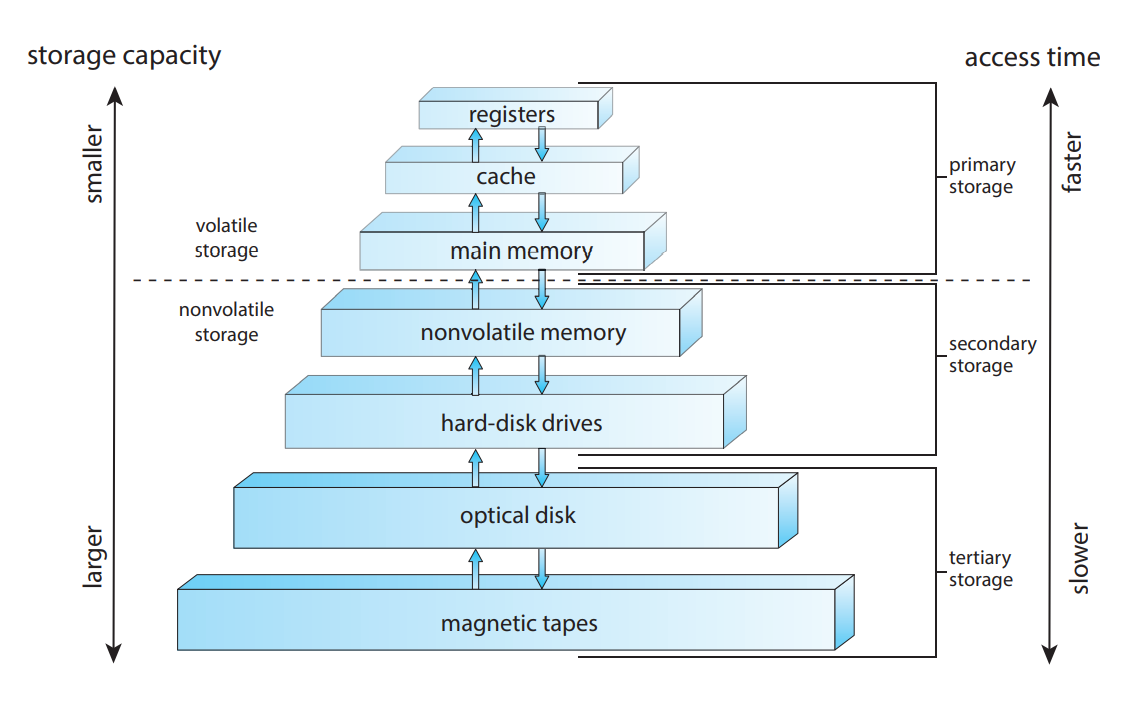 storage capacity
access time
smaller
larger
volatile
storage
nonvolatile
storage
registers
cache
main memory
nonvolatile memory
hard-disk drives
optical disk
magnetic tapes
primary
storage
secondary
storage
tertiary
storage
faster
slower